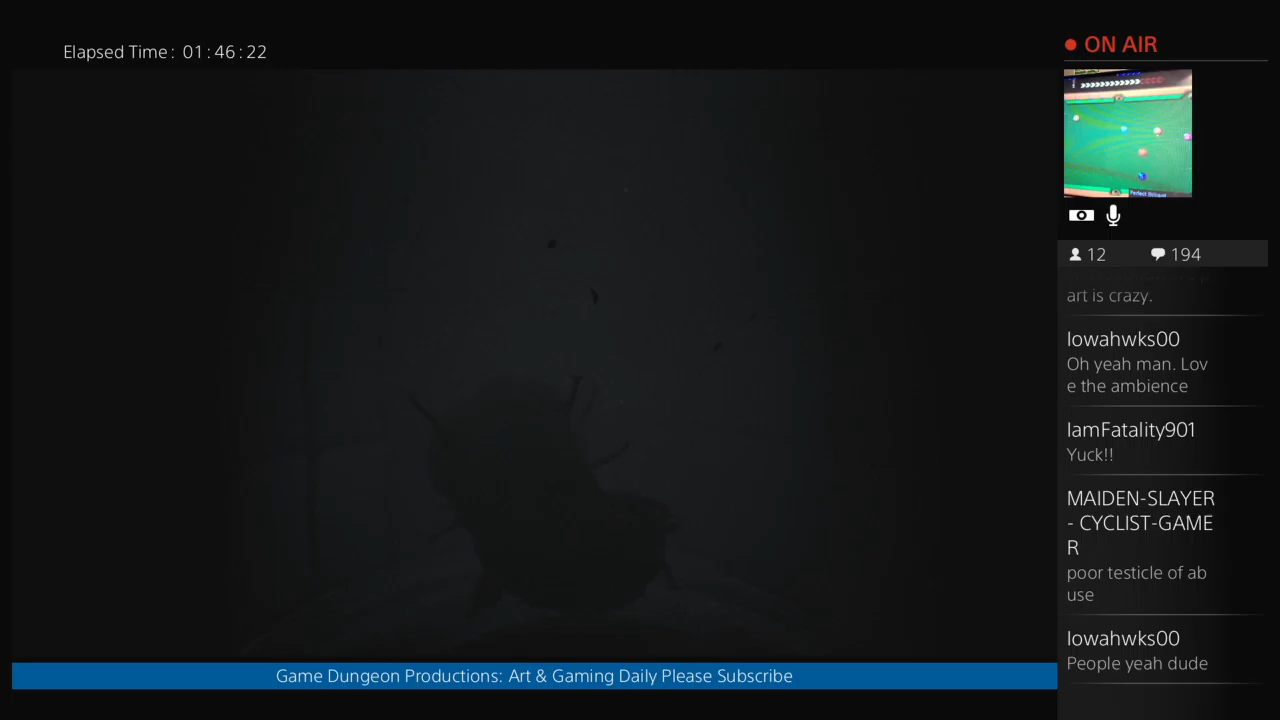 Elapsed Time: 01:46:22
ON AIR
12
194
art is crazy.
Iowahwks00
Oh yeah man. Lov
e the ambience
IamFatality901
Yuck!!
MAIDEN-SLAYER
- CYCLIST-GAME
R
poor testicle of ab
use
Iowahwks00
People yeah dude
Game Dungeon Productions: Art & Gaming Daily Please Subscribe